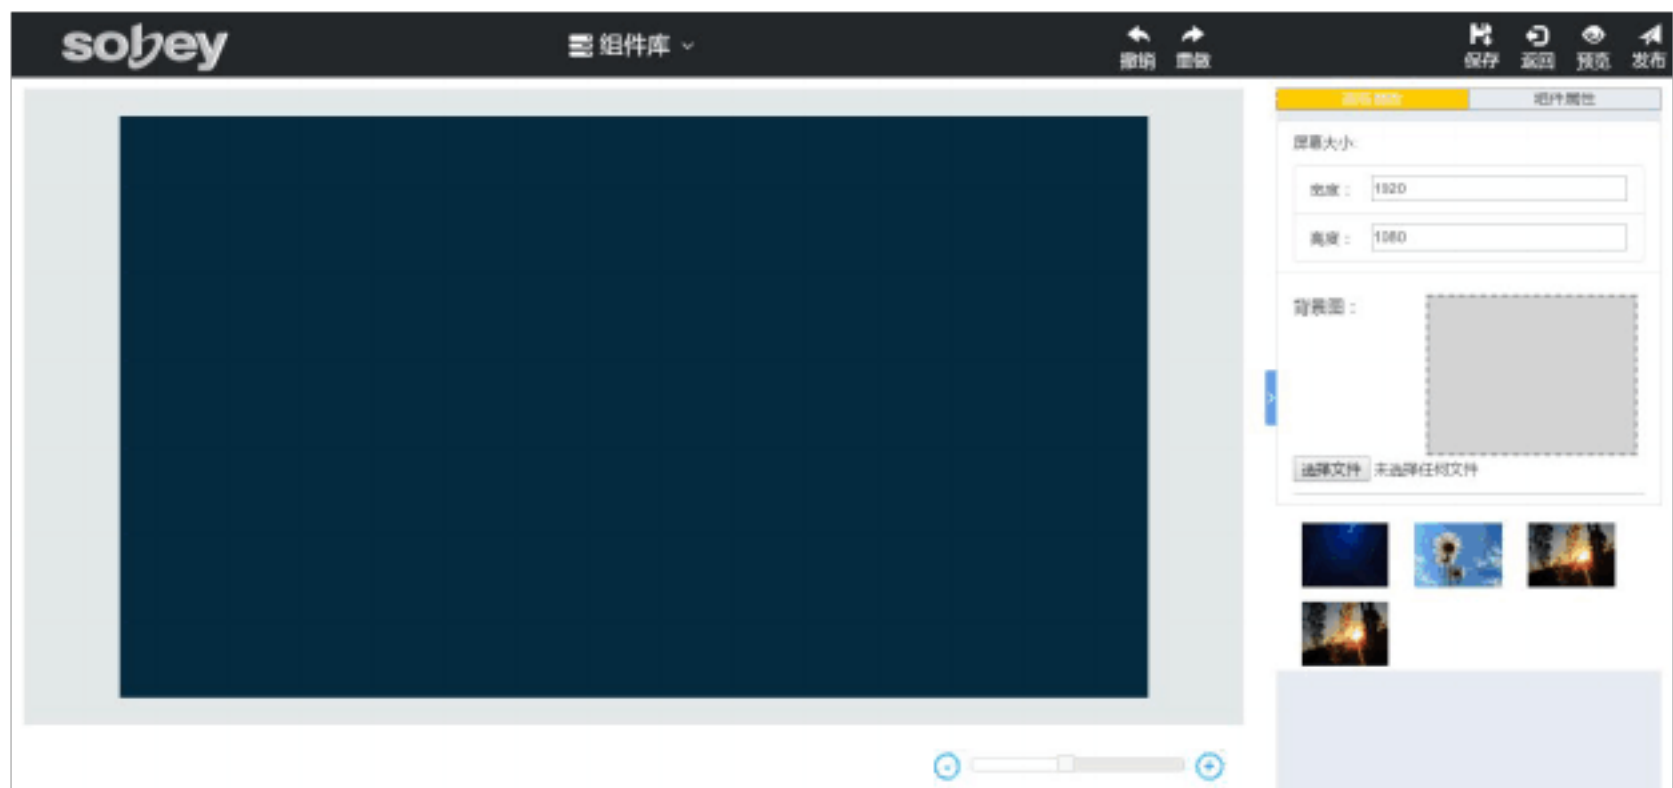 sobey
组件库
撤销 重做
保存 返回 预览 发布
组件属性
屏幕大小:
宽度： 1920
高度： 1080
背景图：
选择文件 未选择任何文件